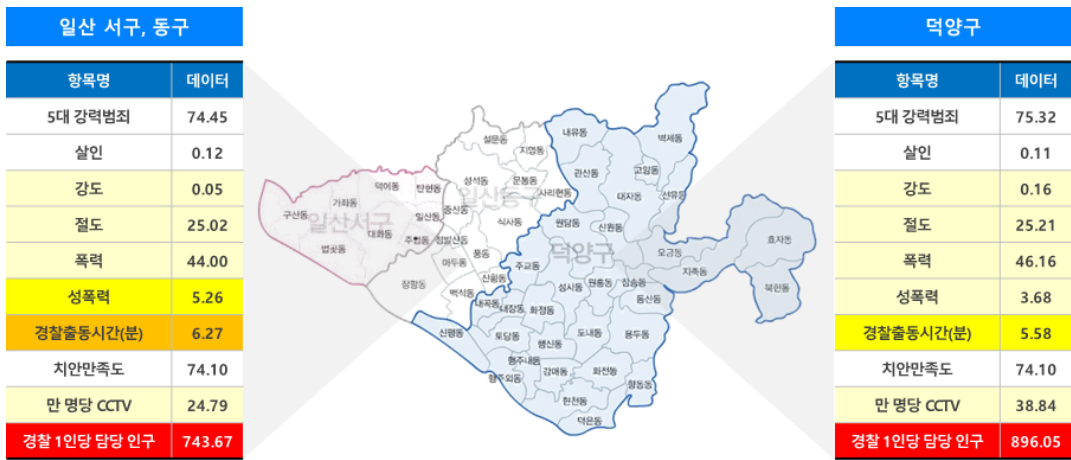 일산 서구, 동구
항목명 데이터
5대 강력범죄 74.45
살인 0.12
강도 0.05
절도 25.02
폭력 44.00
성폭력 5.26
경찰출동시간(분) 6.27
치안만족도 74.10
만 명당 CCTV 24.79
경찰 1인당 담당 인구 743.67
설문동
지영동
내유동
벽제동
관산동
고양동
덕이동
탄현동
성석동
문봉동
사리현동
대자동
선유동
가좌동
구산동
일산서구
일산동구
대화동
일산동
중산동
식사동
원당동
신원동
법곳동
주엽동
정발산동
풍동
마두동
덕양구
오금동
효자동
지축동
북한동
장항동
산황동
주교동
백석동
성사동
원흥동
삼송동
동산동
내곡동
대장동
화정동
신평동
토당동
행신동
도내동
용두동
행주내동
행주외동
강매동
화전동
향동동
현천동
덕은동
덕양구
항목명 데이터
5대 강력범죄 75.32
살인 0.11
강도 0.16
절도 25.21
폭력 46.16
성폭력 3.68
경찰출동시간(분) 5.58
치안만족도 74.10
만 명당 CCTV 38.84
경찰 1인당 담당 인구 896.05